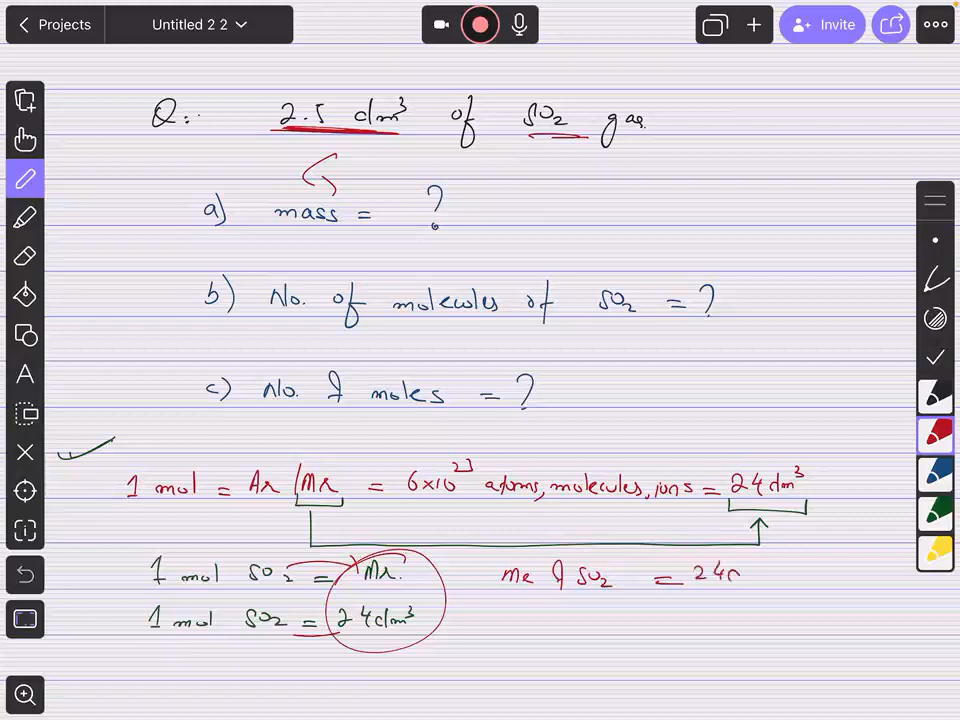 Projects
Untitled 2 2
Invite
Q:- 2.5 dm³ of SO₂ gas.
a) mass = ?
b) No. of molecules of SO₂ = ?
c) No. of moles = ?
1 mol = Ar/Mr = 6×10²³ atoms, molecules, ions = 24 dm³
1 mol SO₂ = Mr.
Mr of SO₂ = 24
1 mol SO₂ = 24 dm³